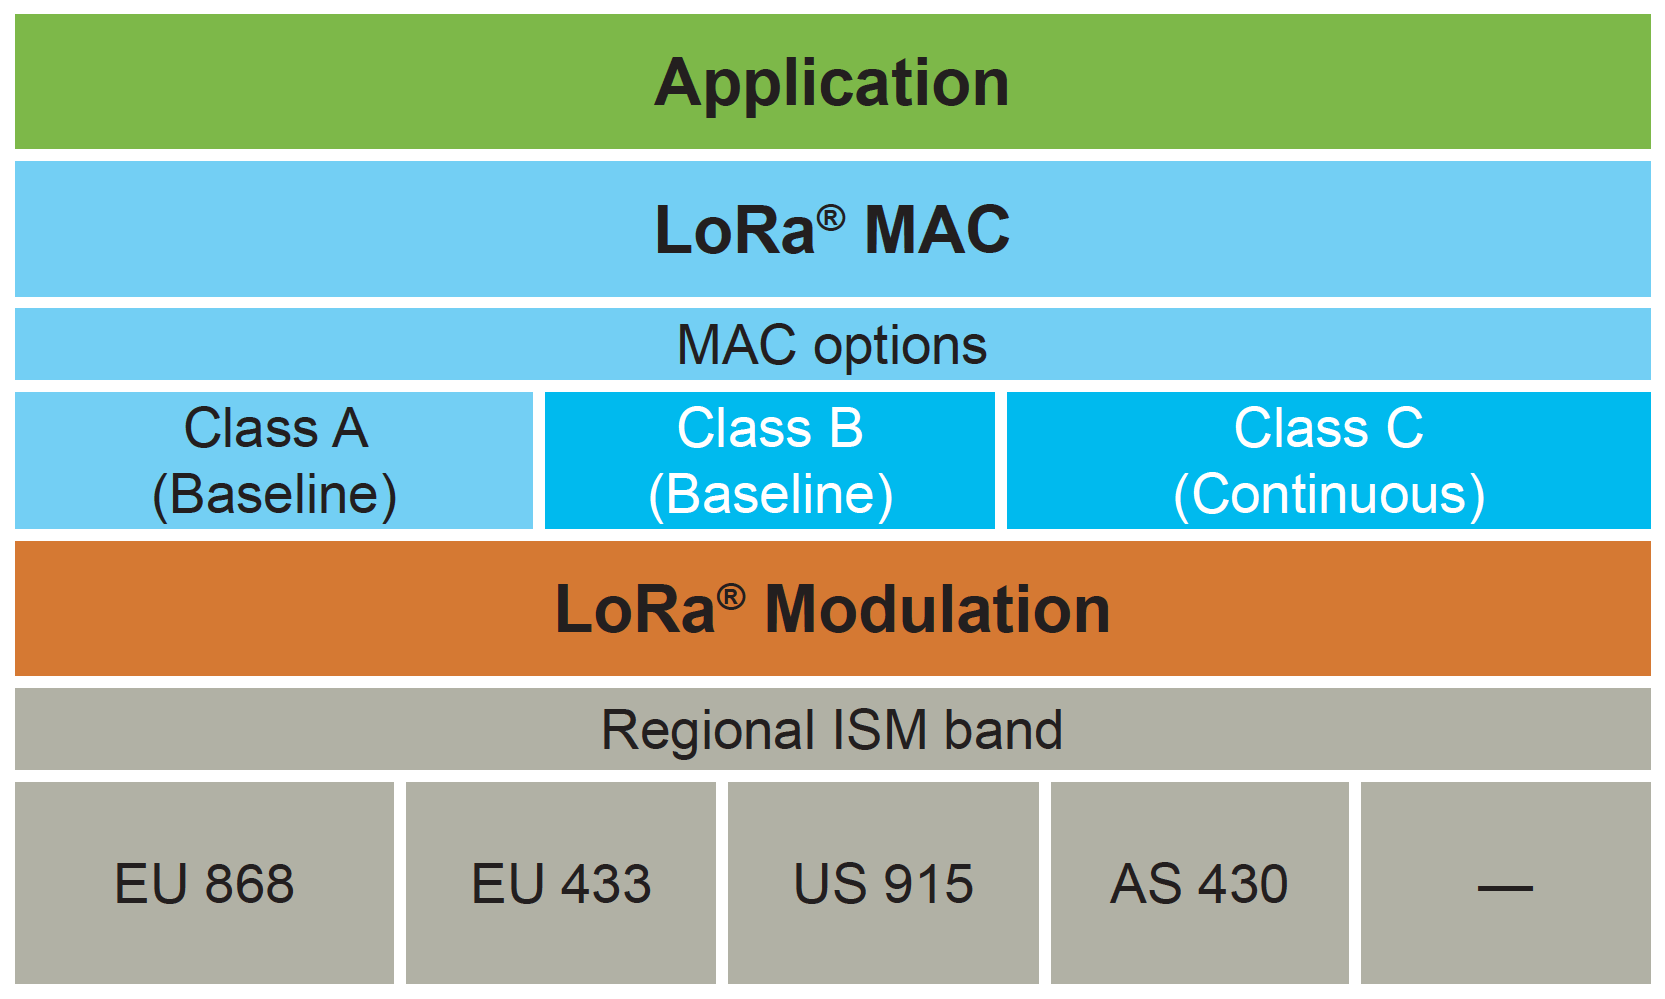 Application
LoRa® MAC
MAC options
Class A
(Baseline)
Class B
(Baseline)
Class C
(Continuous)
LoRa® Modulation
Regional ISM band
EU 868
EU 433
US 915
AS 430
—